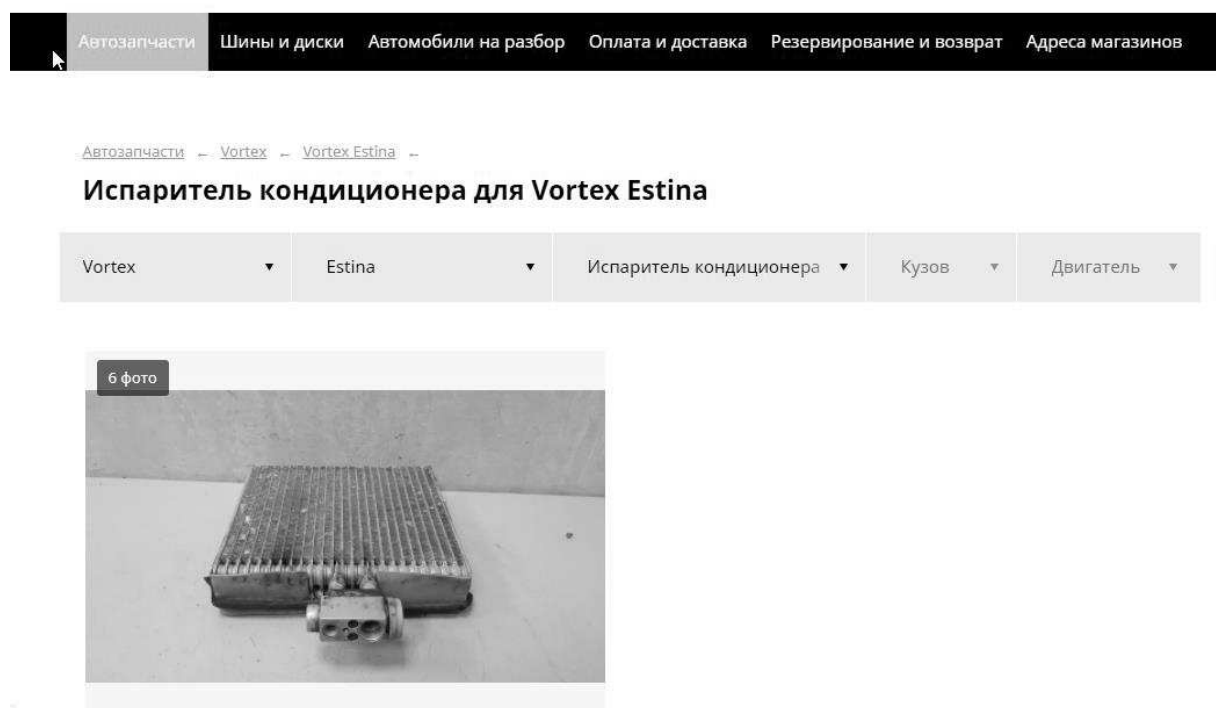 Автозапчасти Шины и диски Автомобили на разбор Оплата и доставка Резервирование и возврат Адреса магазинов
Автозапчасти ← Vortex ← Vortex Estina ←
Испаритель кондиционера для Vortex Estina
Vortex ▼ Estina ▼ Испаритель кондиционера ▼ Кузов ▼ Двигатель ▼
6 фото